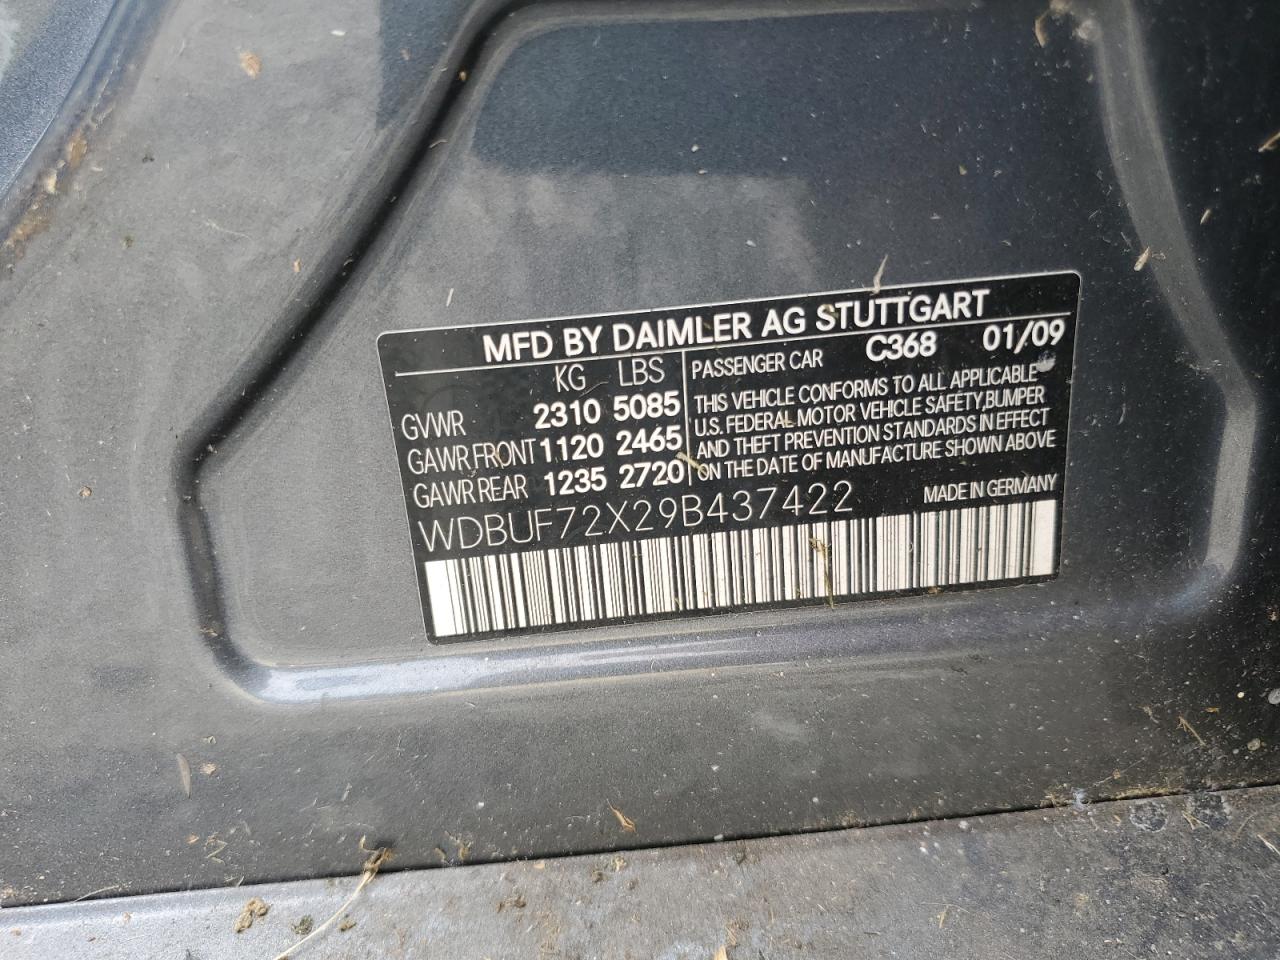 MFD BY DAIMLER AG STUTTGART
KG LBS
GVWR 2310 5085
GAWR FRONT 1120 2465
GAWR REAR 1235 2720
PASSENGER CAR C368 01/09
THIS VEHICLE CONFORMS TO ALL APPLICABLE
U.S. FEDERAL MOTOR VEHICLE SAFETY,BUMPER
AND THEFT PREVENTION STANDARDS IN EFFECT
ON THE DATE OF MANUFACTURE SHOWN ABOVE
WDBUF72X29B437422 MADE IN GERMANY